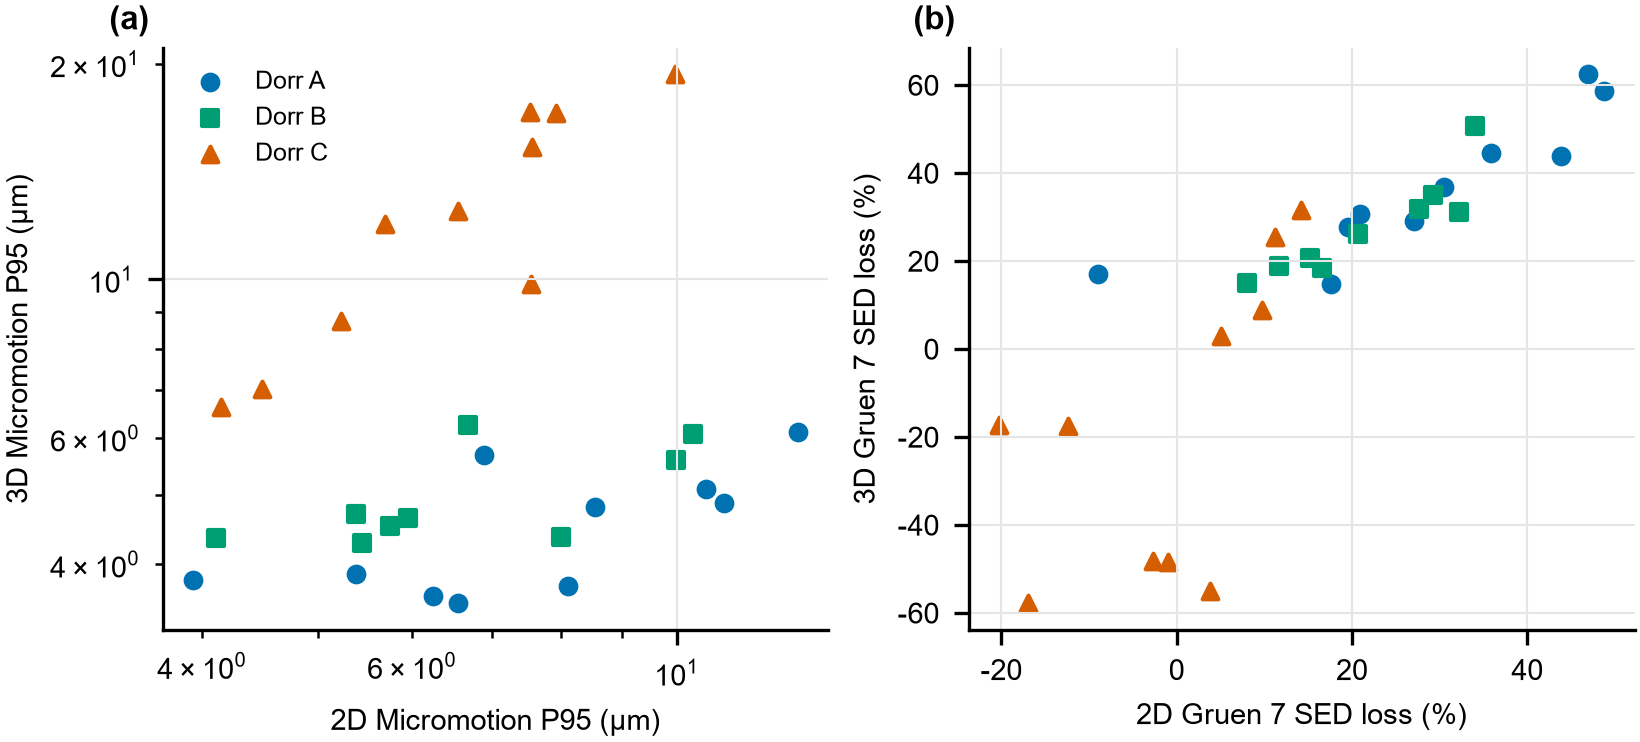 (a)
2 × 10¹
10¹
6 × 10⁰
4 × 10⁰
3D Micromotion P95 (μm)
Dorr A
Dorr B
Dorr C
4 × 10⁰
6 × 10⁰
10¹
2D Micromotion P95 (μm)
(b)
60
40
20
0
-20
-40
-60
3D Gruen 7 SED loss (%)
-20
0
20
40
2D Gruen 7 SED loss (%)